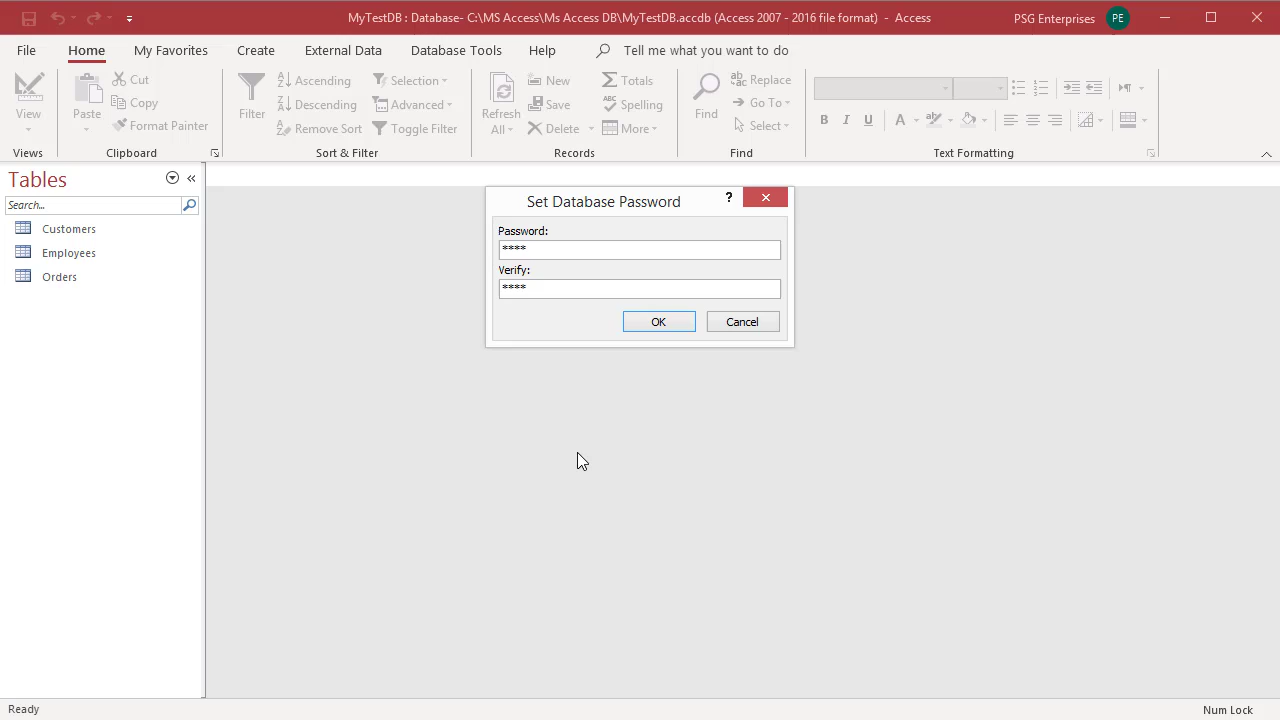 MyTestDB : Database- C:\MS Access\Ms Access DB\MyTestDB.accdb (Access 2007 - 2016 file format) - Access
PSG Enterprises PE
File Home My Favorites Create External Data Database Tools Help Tell me what you want to do
View
Views
Paste
Cut
Copy
Format Painter
Clipboard
Filter
Ascending
Descending
Remove Sort
Selection
Advanced
Toggle Filter
Sort & Filter
Refresh
All
New
Save
Delete
Totals
Spelling
More
Records
Find
Replace
Go To
Select
Find
B I U
Text Formatting
Tables
Search...
Customers
Employees
Orders
Set Database Password
?
Password:
****
Verify:
****
OK Cancel
Ready
Num Lock